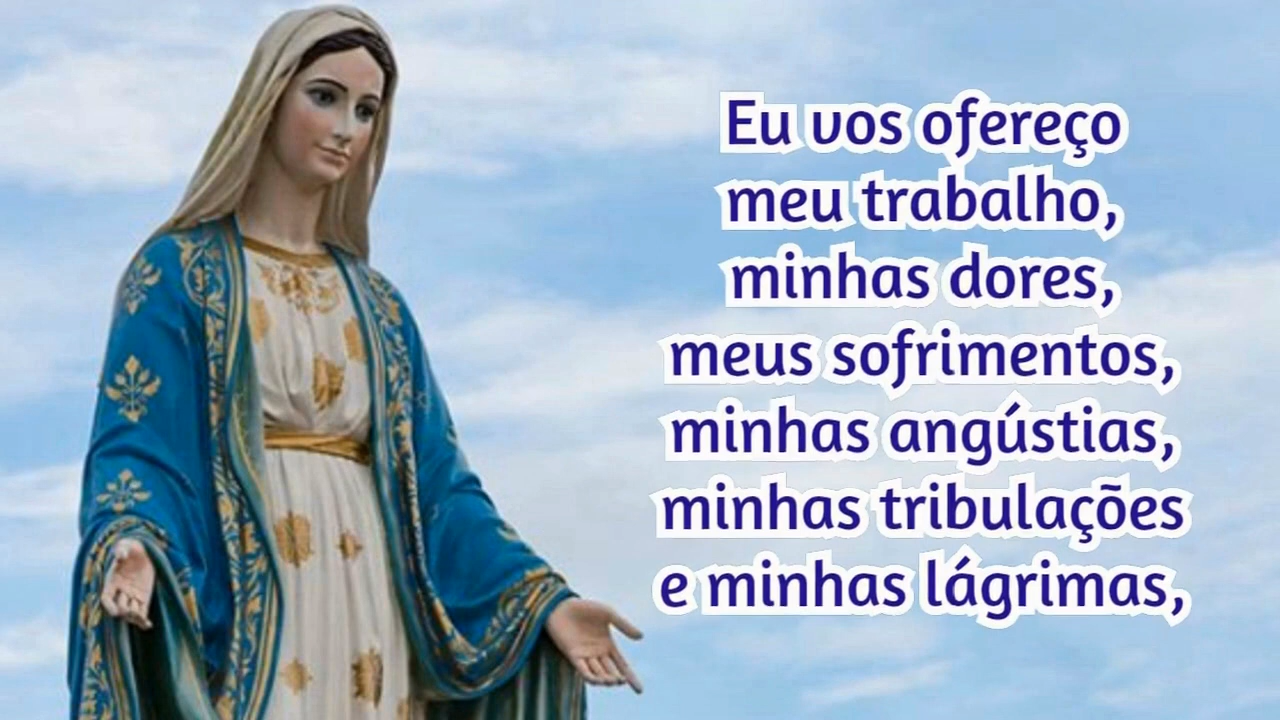 Eu vos ofereço
meu trabalho,
minhas dores,
meus sofrimentos,
minhas angústias,
minhas tribulações
e minhas lágrimas,